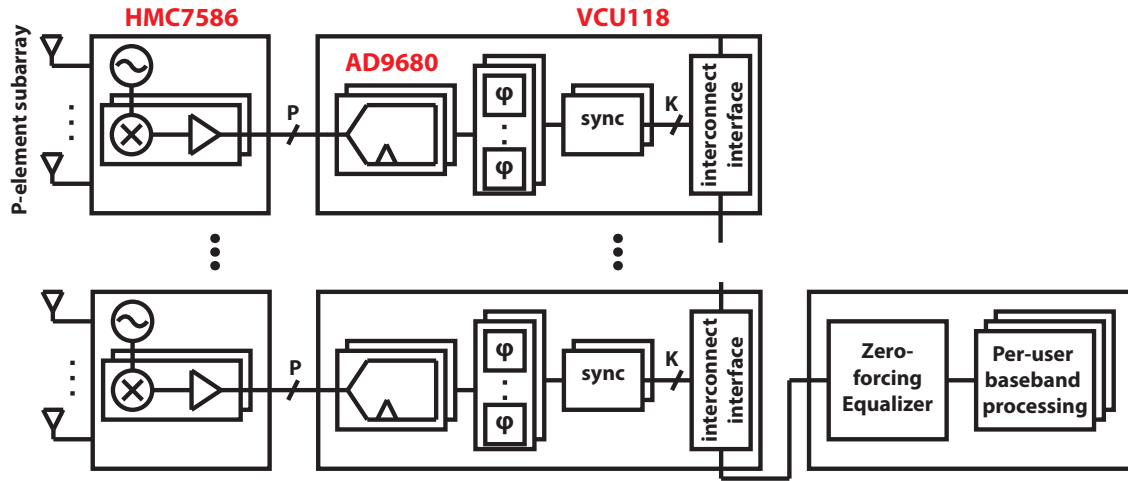 HMC7586
VCU118
P-element subarray
AD9680
P
φ
φ
sync
K
interconnect
interface
P
φ
φ
sync
K
interconnect
interface
Zero-
forcing
Equalizer
Per-user
baseband
processing